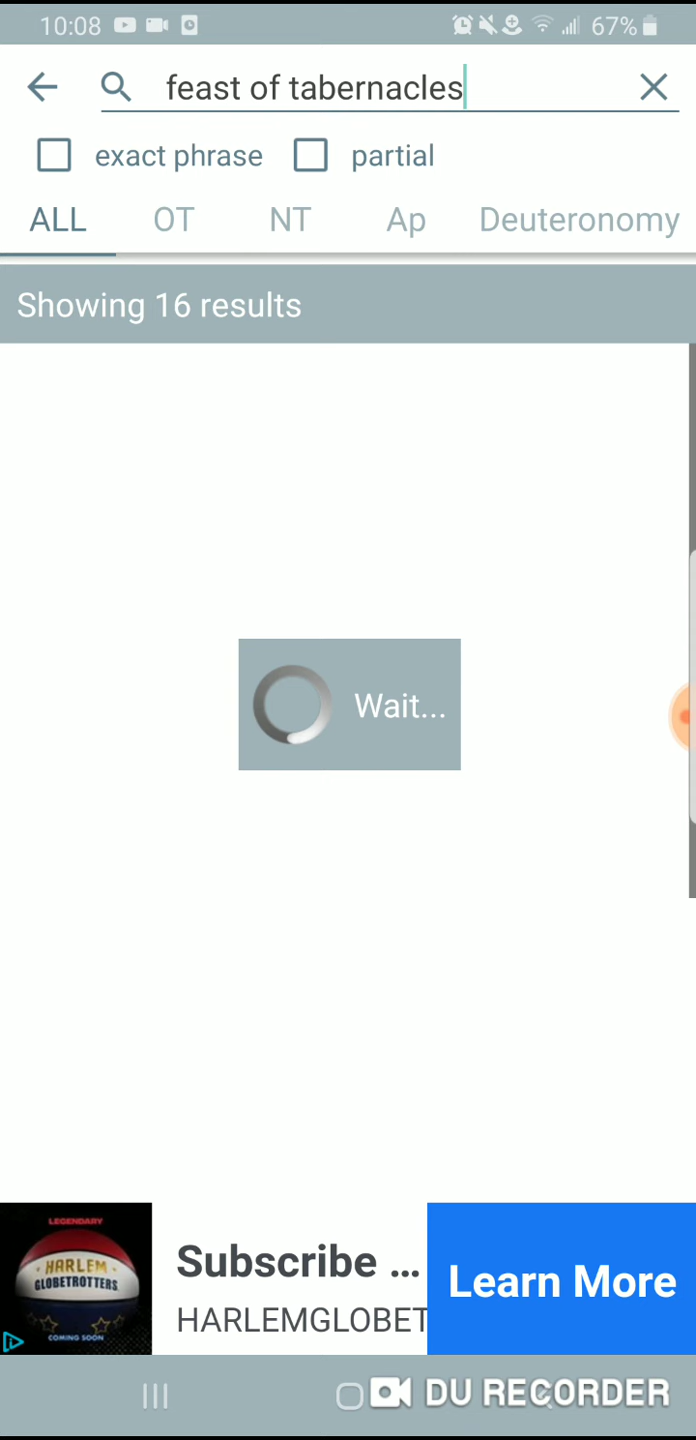 10:08 67%
feast of tabernacles
exact phrase partial
ALL OT NT Ap Deuteronomy
Showing 16 results
Wait...
LEGENDARY
HARLEM
GLOBETROTTERS
COMING SOON
Subscribe ...
HARLEMGLOBET
Learn More
DU RECORDER